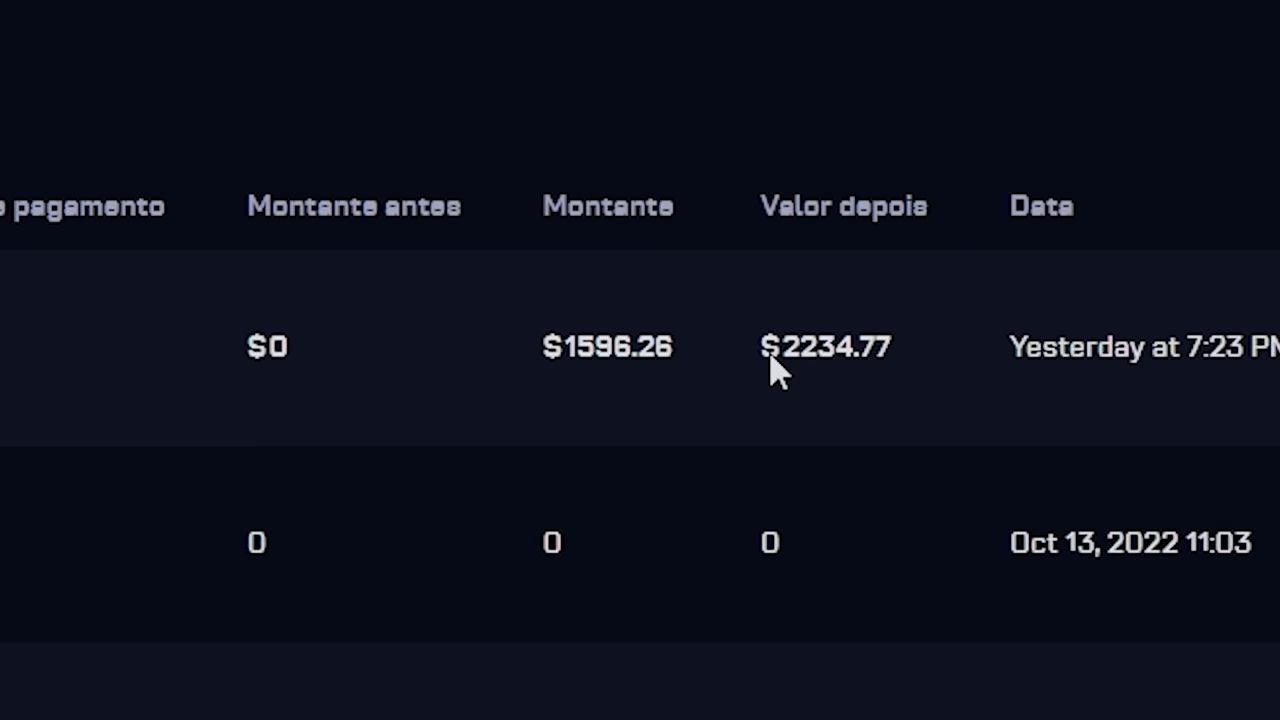 pagamento Montante antes Montante Valor depois Data
$0 $1596.26 $2234.77 Yesterday at 7:23
0 0 0 Oct 13, 2022 11:03